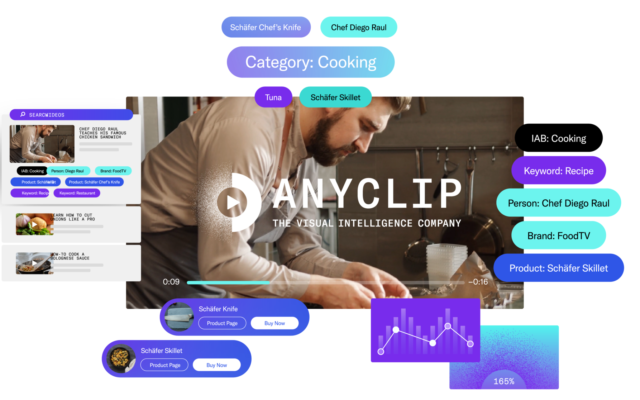 Schäfer Chef's Knife
Chef Diego Raul
Category: Cooking
Tuna
Schäfer Skillet
SEARCH VIDEOS
CHEF DIEGO RAUL
TEACHES HIS FAMOUS
CHICKEN SANDWICH
IAB: Cooking
Person: Diego Raul
Brand: FoodTV
Product: Schäfer
Product: Schäfer Chef's Knife
Keyword: Recipe
Keyword: Restaurant
LEARN HOW TO CUT
ONIONS LIKE A PRO
HOW TO COOK A
BOLOGNESE SAUCE
ANYCLIP
THE VISUAL INTELLIGENCE COMPANY
0:09
-0:16
IAB: Cooking
Keyword: Recipe
Person: Chef Diego Raul
Brand: FoodTV
Product: Schäfer Skillet
Schäfer Knife
Product Page
Buy Now
Schäfer Skillet
Product Page
Buy Now
165%